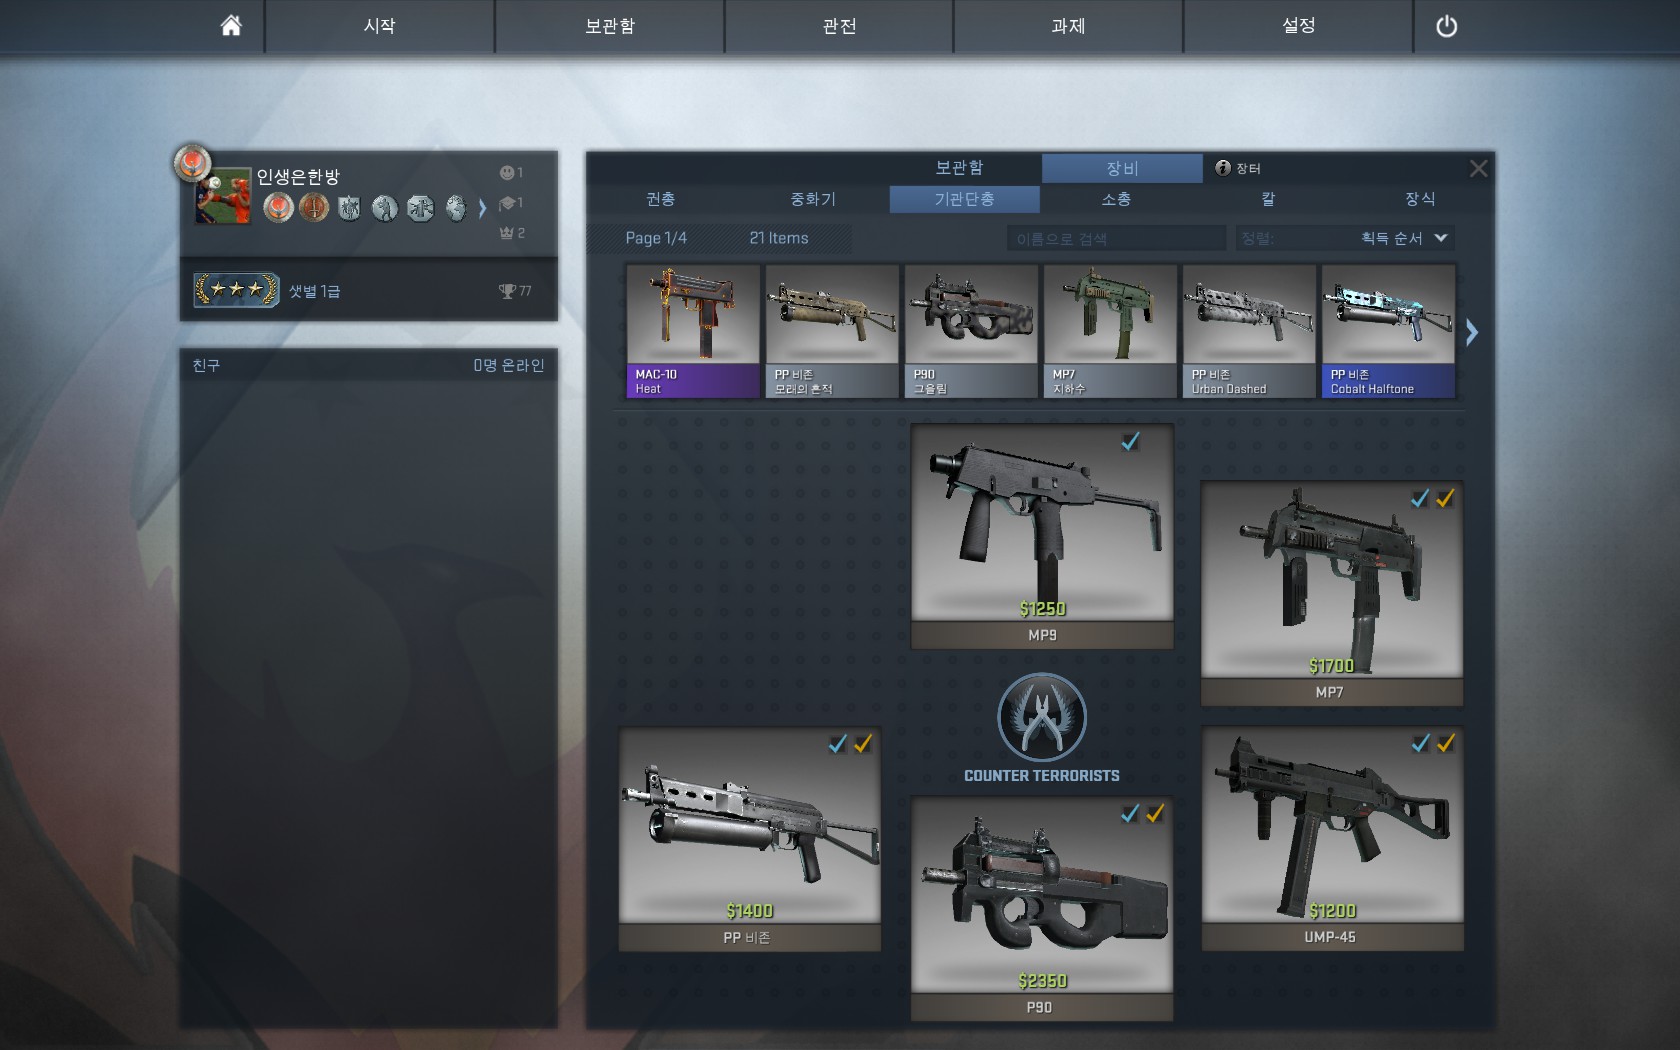 시작
보관함
관전
과제
설정
인생은한방
1
1
2
샛별 1급
77
친구
0명 온라인
보관함
장비
장터
권총
중화기
기관단총
소총
칼
장식
Page 1/4
21 Items
이름으로 검색
정렬:
획득 순서
MAC-10
Heat
PP 비존
모래의 흔적
P90
그을림
MP7
지하수
PP 비존
Urban Dashed
PP 비존
Cobalt Halftone
$1250
MP9
$1700
MP7
COUNTER TERRORISTS
$1400
PP 비존
$2350
P90
$1200
UMP-45